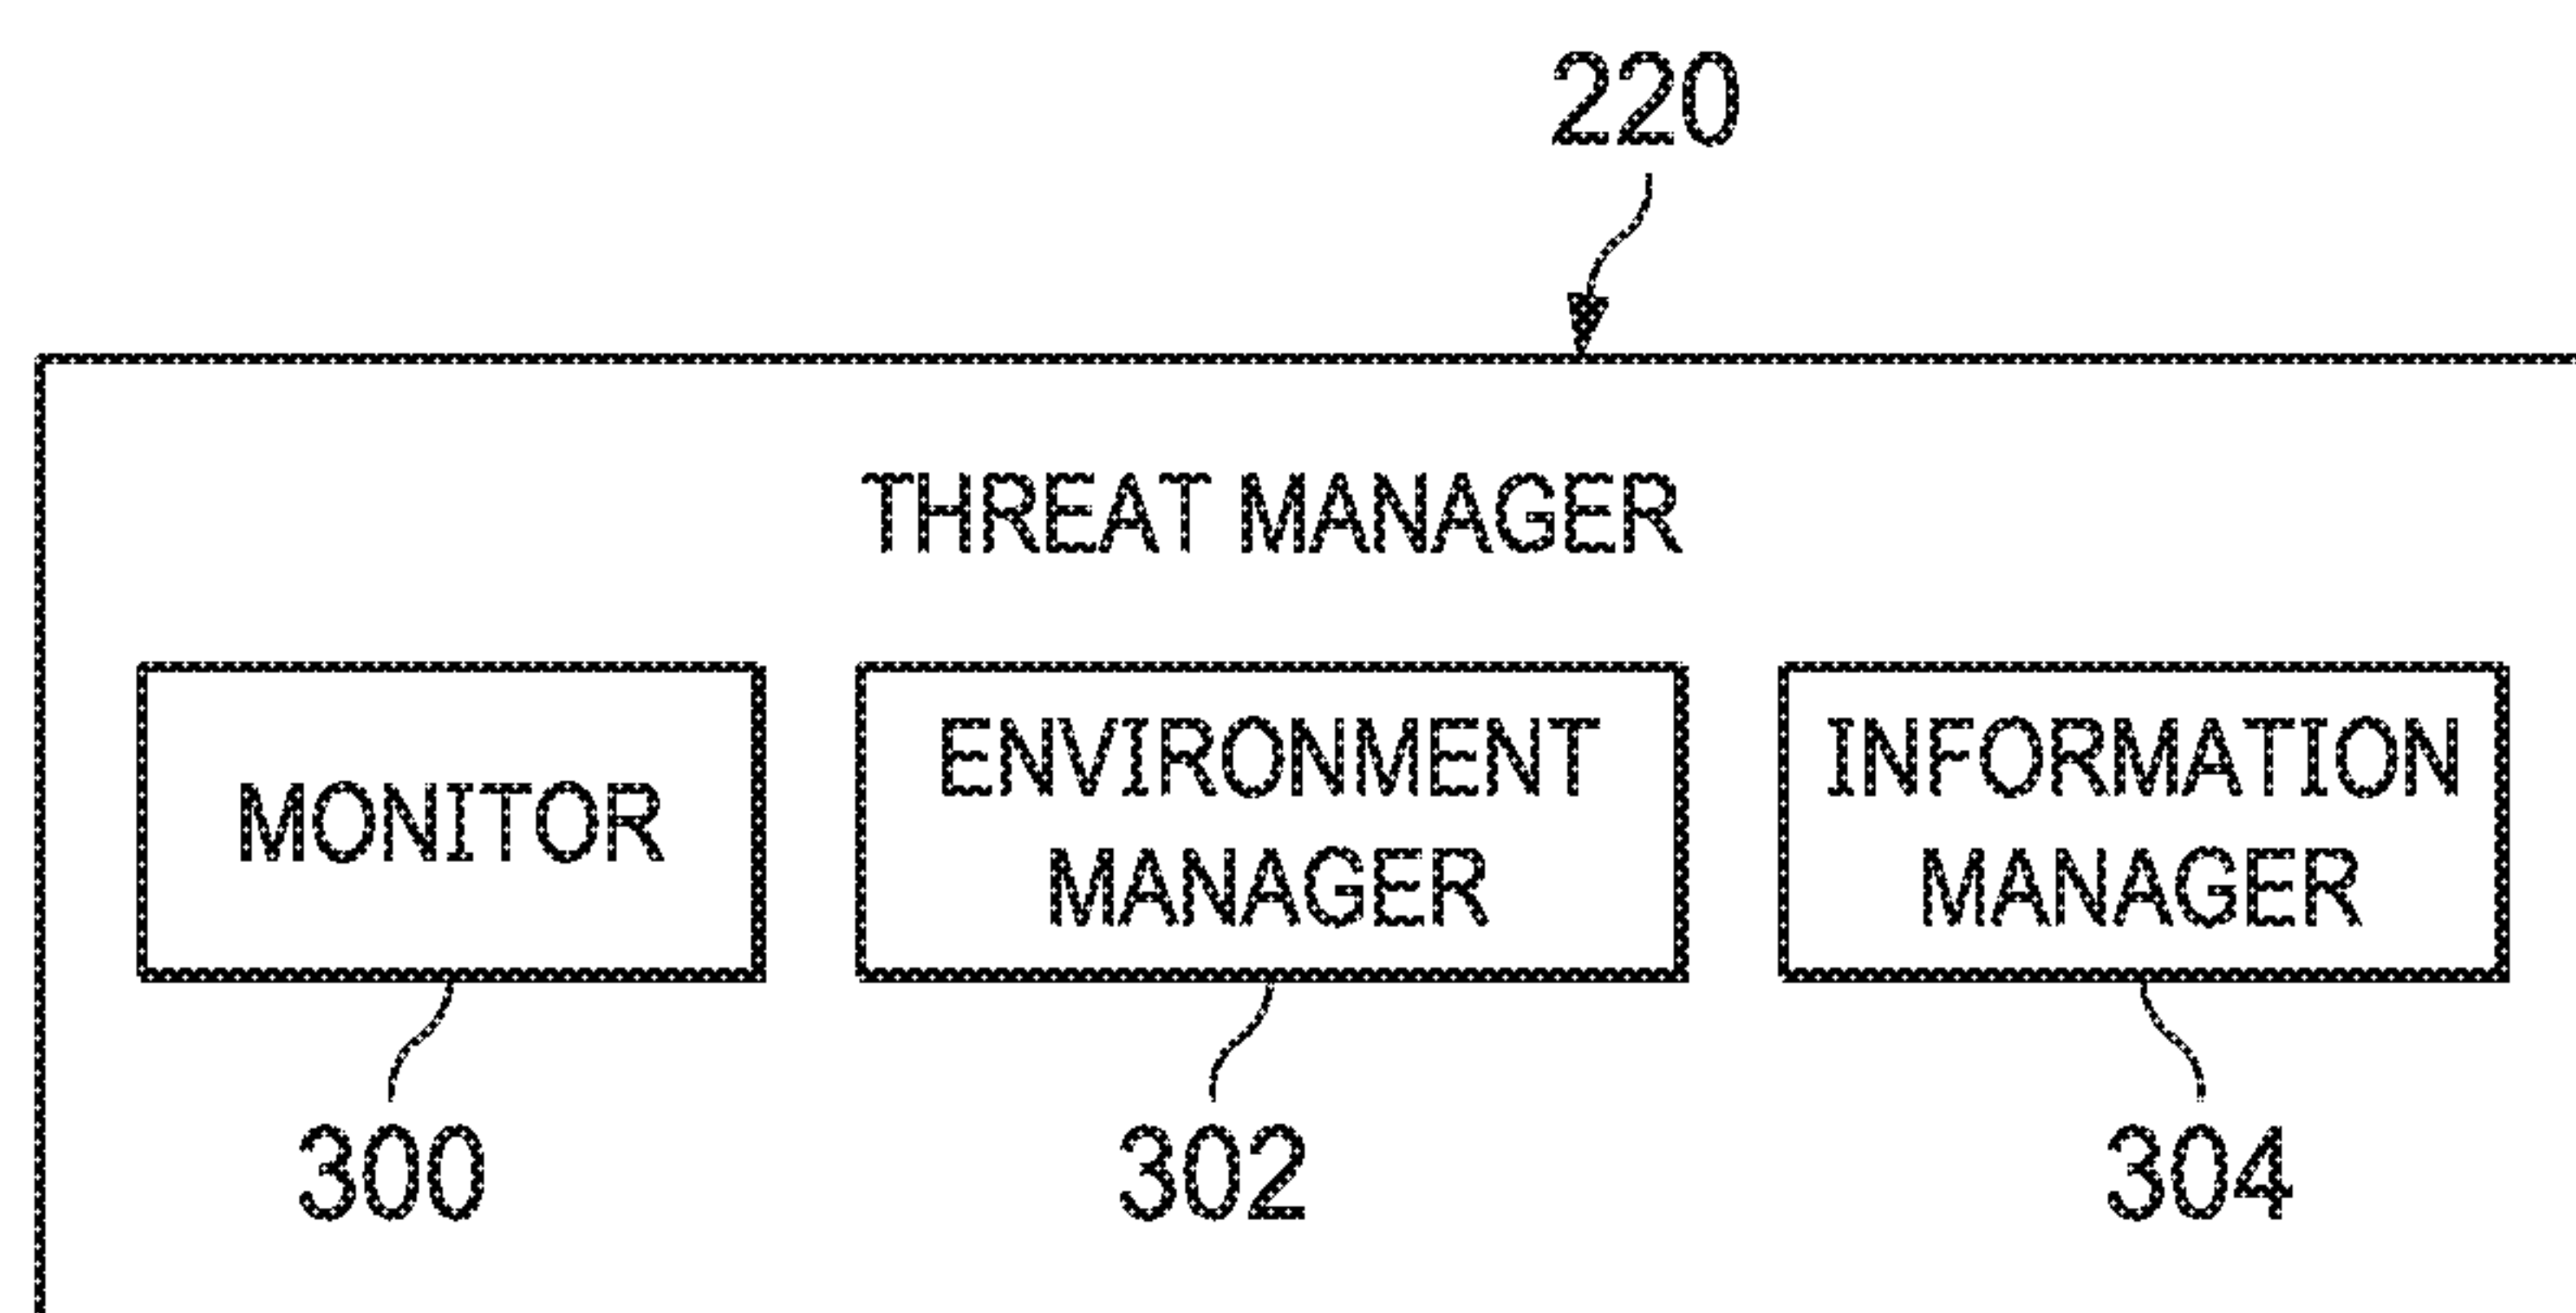 220
THREAT MANAGER
MONITOR
ENVIRONMENT
MANAGER
INFORMATION
MANAGER
300
302
304